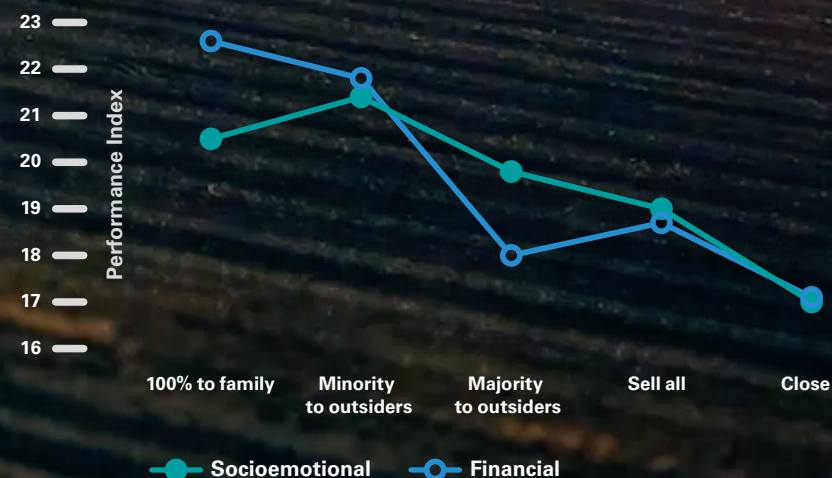 23
22
21
20
19
18
17
16
Performance Index
100% to family
Minority
to outsiders
Majority
to outsiders
Sell all
Close
Socioemotional
Financial